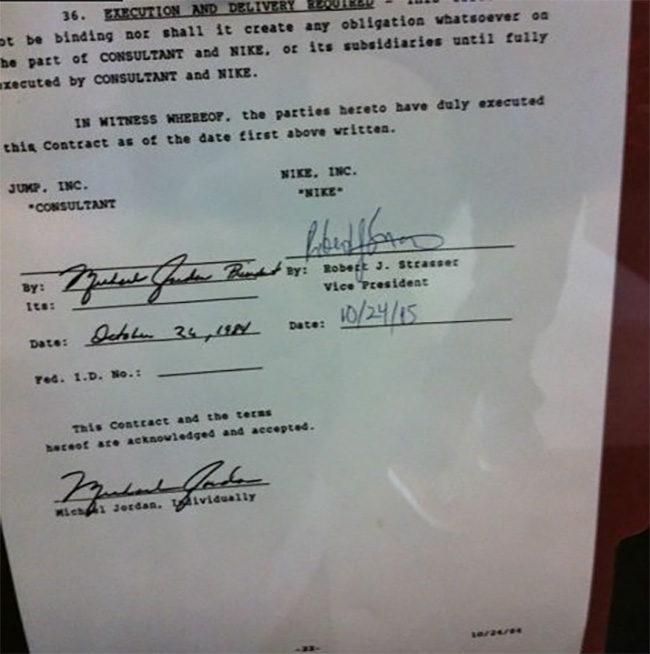 36. EXECUTION AND DELIVERY REQUIRED - This
ot be binding nor shall it create any obligation whatsoever on
he part of CONSULTANT and NIKE, or its subsidiaries until fully
executed by CONSULTANT and NIKE.
IN WITNESS WHEREOF, the parties hereto have duly executed
this Contract as of the date first above written.
JUMP, INC.
"CONSULTANT
NIKE, INC.
"NIKE"
By: Michael Jordan
Its:
Date: October 26, 1984
Fed. I.D. No.:
By: Robert J. Strasser
Vice President
Date: 10/24/85
This Contract and the terms
hereof are acknowledged and accepted.
Michael Jordan
Michael Jordan, Individually
-22-
10/24/84